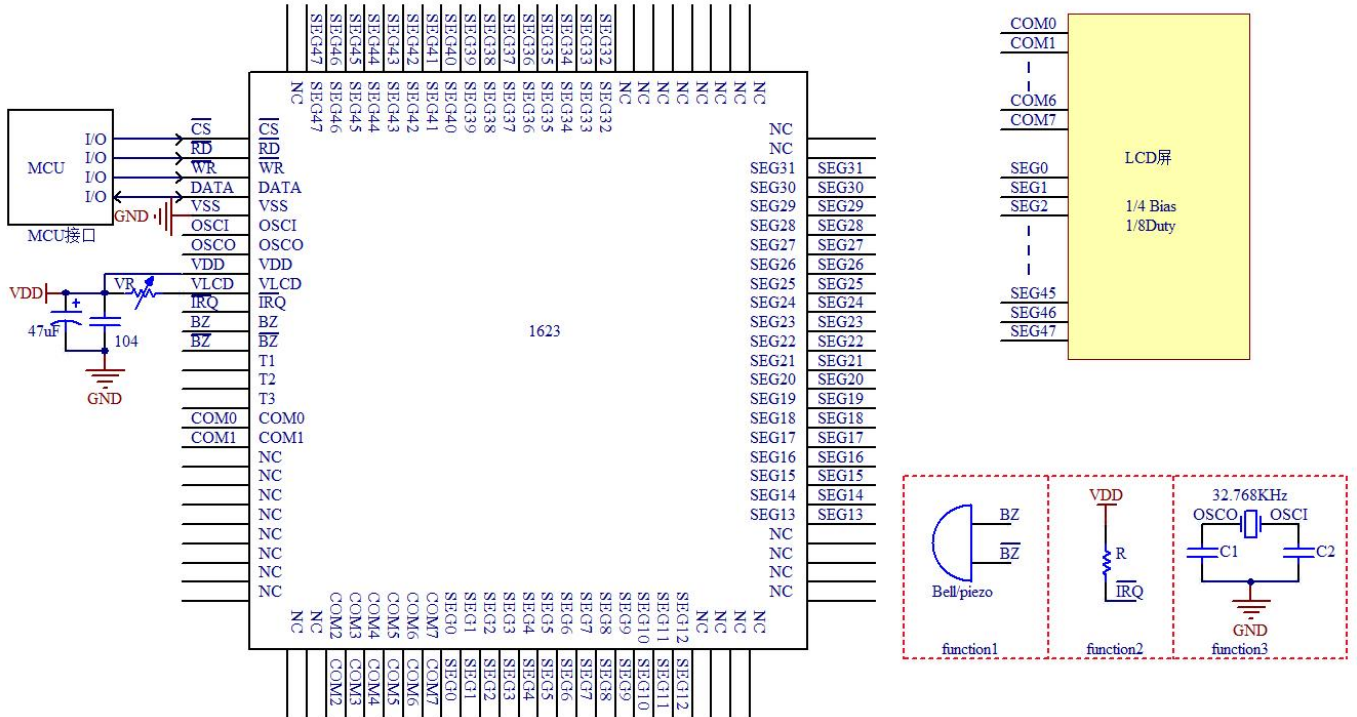 SEG47 SEG46 SEG45 SEG44 SEG43 SEG42 SEG41 SEG40 SEG39 SEG38 SEG37 SEG36 SEG35 SEG34 SEG33 SEG32
NC SEG47 SEG46 SEG45 SEG44 SEG43 SEG42 SEG41 SEG40 SEG39 SEG38 SEG37 SEG36 SEG35 SEG34 SEG33 SEG32 NC NC NC NC NC NC NC NC
MCU
I/O
I/O
I/O
I/O
MCU接口
CS CS
RD RD
WR WR
DATA DATA
GND VSS VSS
OSCI OSCI
OSCO OSCO
VDD VDD
VDD VR VLCD VLCD
IRQ IRQ
47uF + BZ BZ
104 BZ BZ
GND
T1
T2
T3
COM0 COM0
COM1 COM1
NC
NC
NC
NC
NC
NC
NC
NC
1623
NC
NC
SEG31 SEG31
SEG30 SEG30
SEG29 SEG29
SEG28 SEG28
SEG27 SEG27
SEG26 SEG26
SEG25 SEG25
SEG24 SEG24
SEG23 SEG23
SEG22 SEG22
SEG21 SEG21
SEG20 SEG20
SEG19 SEG19
SEG18 SEG18
SEG17 SEG17
SEG16 SEG16
SEG15 SEG15
SEG14 SEG14
SEG13 SEG13
NC
NC
NC
NC
NC NC COM2 COM3 COM4 COM5 COM6 COM7 SEG0 SEG1 SEG2 SEG3 SEG4 SEG5 SEG6 SEG7 SEG8 SEG9 SEG10 SEG11 SEG12 NC NC NC NC
COM2 COM3 COM4 COM5 COM6 COM7 SEG0 SEG1 SEG2 SEG3 SEG4 SEG5 SEG6 SEG7 SEG8 SEG9 SEG10 SEG11 SEG12
COM0
COM1
COM6
COM7
SEG0
SEG1
SEG2
SEG45
SEG46
SEG47
LCD屏
1/4 Bias
1/8Duty
BZ
BZ
Bell/piezo
function1
VDD
R
IRQ
function2
32.768KHz
OSCO OSCI
C1 C2
GND
function3